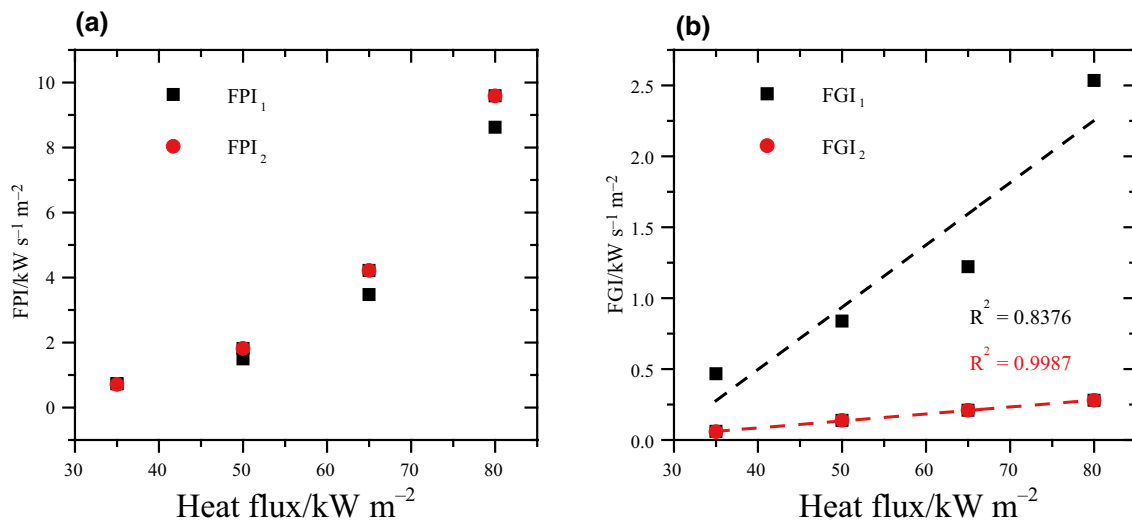 (a)
FPI/kW s⁻¹ m⁻²
10
8
6
4
2
0
FPI₁
FPI₂
30 40 50 60 70 80
Heat flux/kW m⁻²
(b)
FGI/kW s⁻¹ m⁻²
2.5
2.0
1.5
1.0
0.5
0.0
FGI₁
FGI₂
R² = 0.8376
R² = 0.9987
30 40 50 60 70 80
Heat flux/kW m⁻²